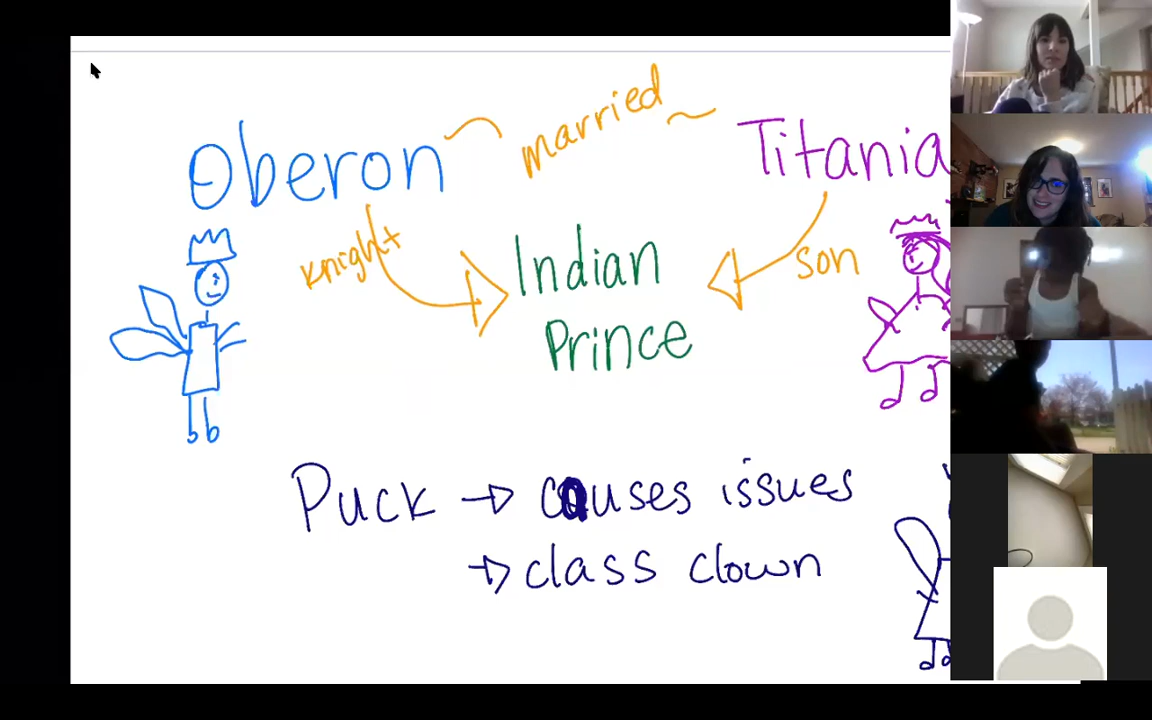 Oberon married Titania
knight Indian son
Prince
Puck → causes issues
→ class clown